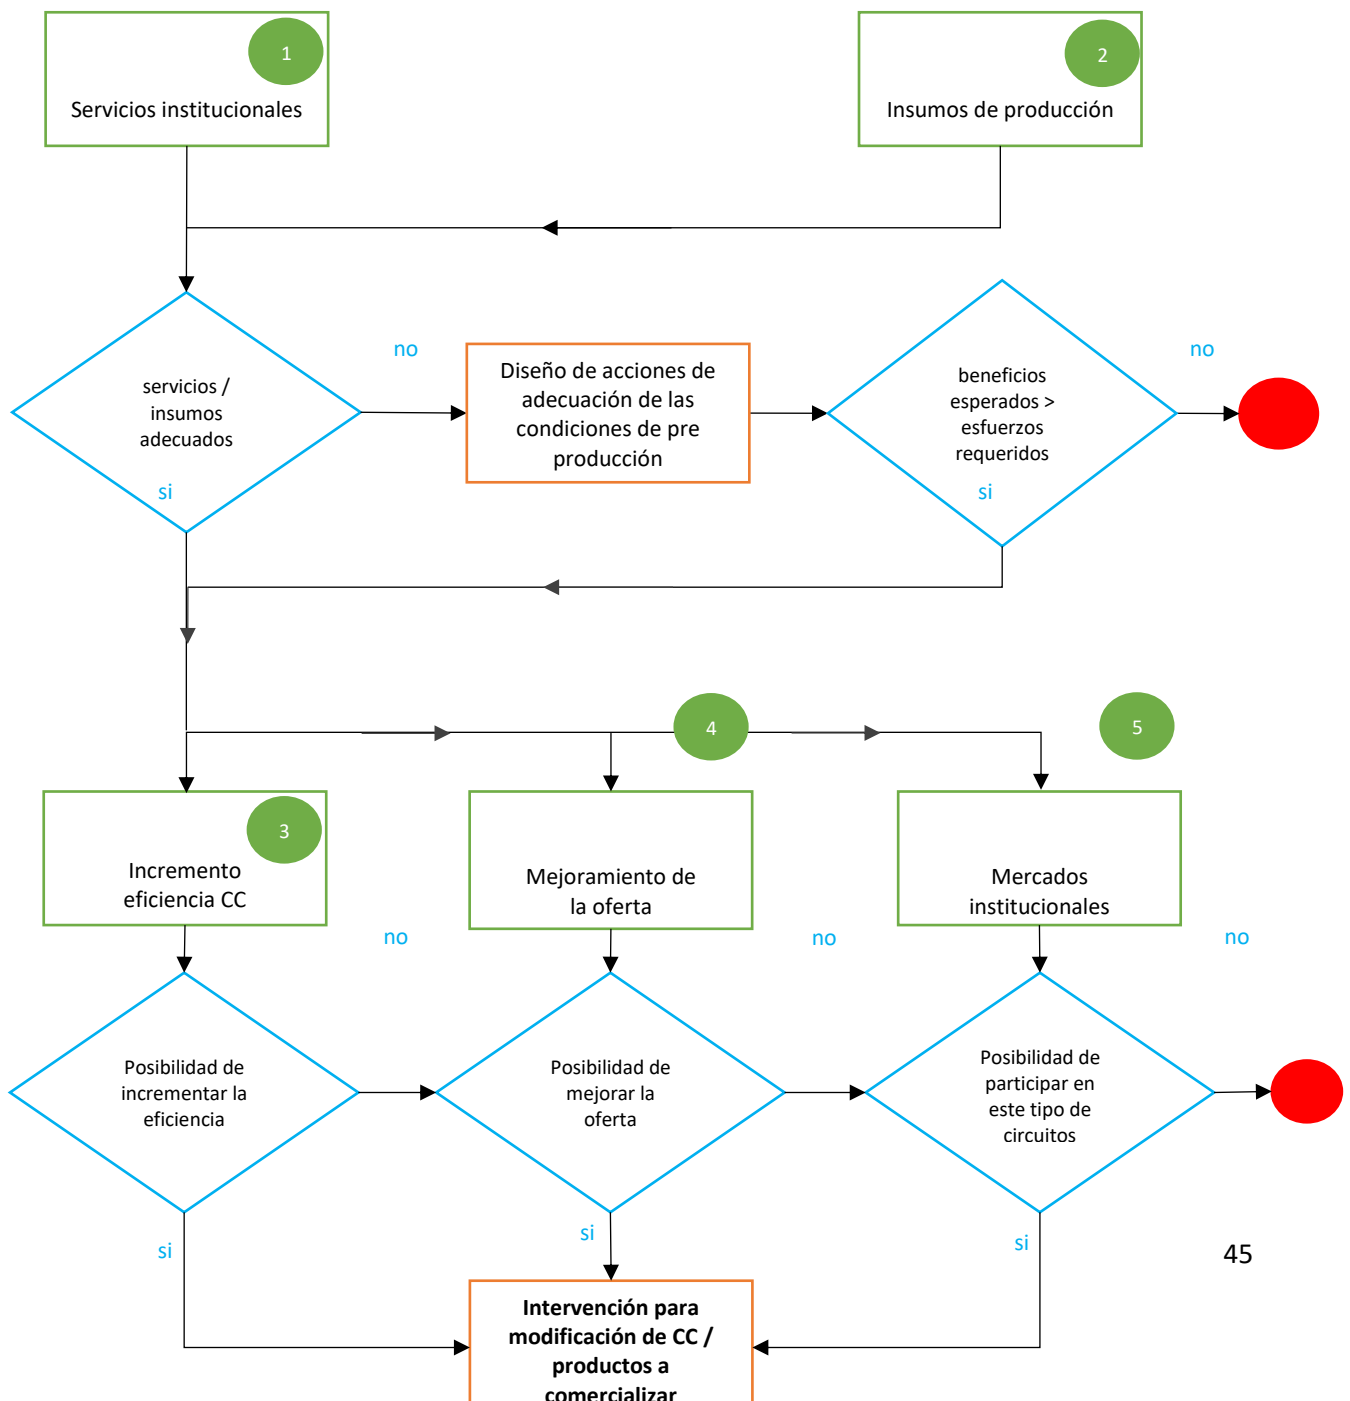 1
Servicios institucionales
2
Insumos de producción
servicios /
insumos
adecuados
si
no
Diseño de acciones de
adecuación de las
condiciones de pre
producción
beneficios
esperados >
esfuerzos
requeridos
si
no
4
5
3
Incremento
eficiencia CC
Mejoramiento de
la oferta
Mercados
institucionales
no
no
no
Posibilidad de
incrementar la
eficiencia
Posibilidad de
mejorar la
oferta
Posibilidad de
participar en
este tipo de
circuitos
si
si
si
45
Intervención para
modificación de CC /
productos a
comercializar